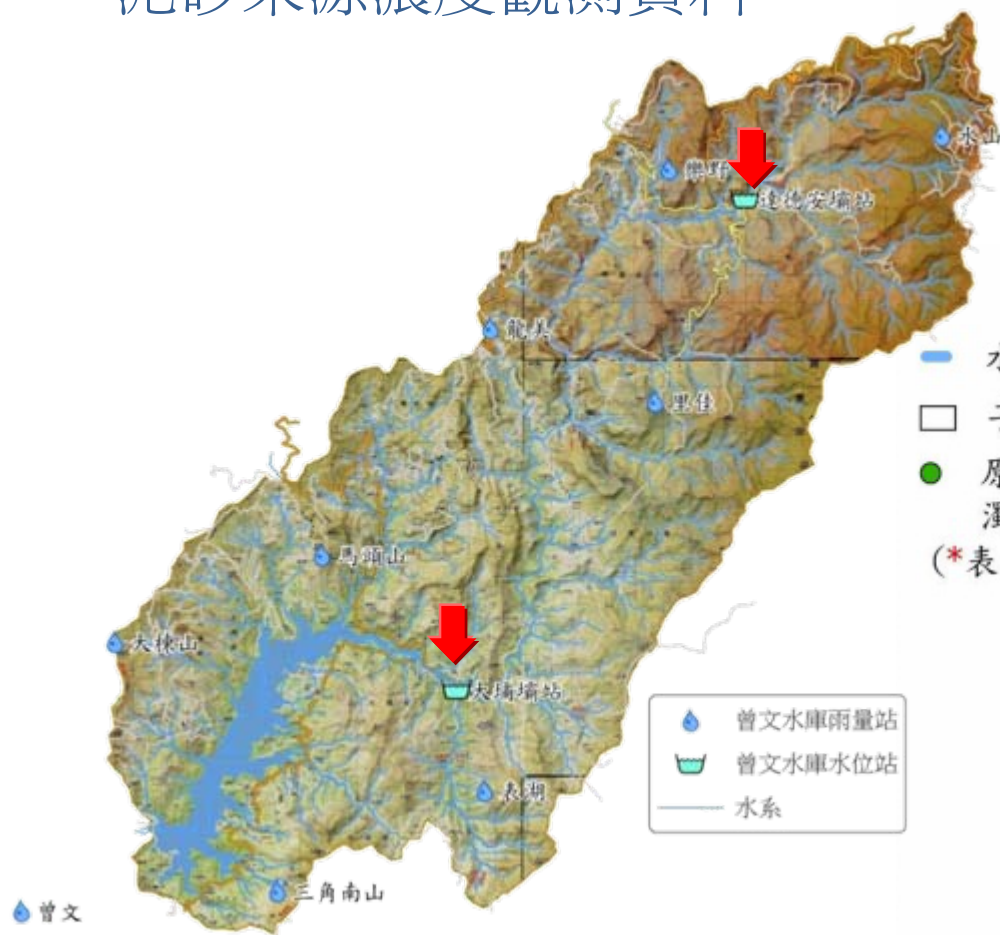 泥砂來源濃度觀測資料
水山
樂野
達德安壩站
龍美
里佳
馬頭山
大棟山
大埔壩站
表湖
三角南山
曾文
(*表
曾文水庫雨量站
曾文水庫水位站
水系